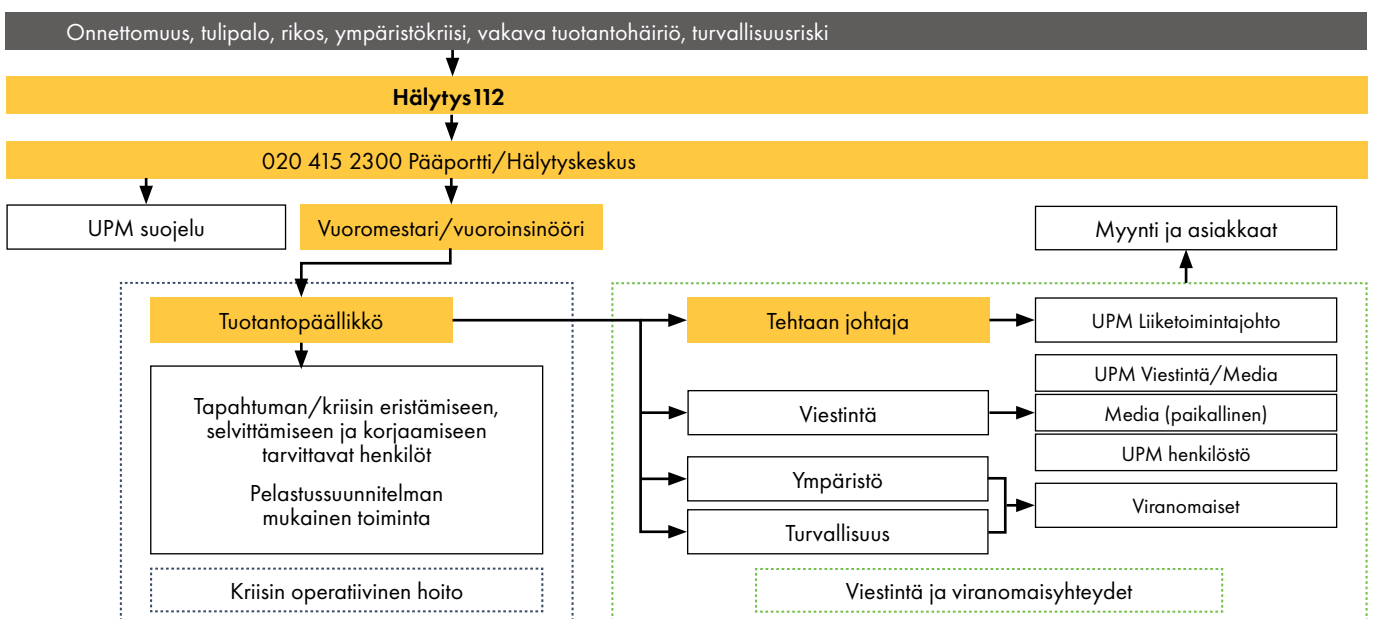 Onnettomuus, tulipalo, rikos, ympäristökriisi, vakava tuotantohäiriö, turvallisuusriski
Hälytys112
020 415 2300 Pääportti/Hälytyskeskus
UPM suojelu
Vuoromestari/vuoroinsinööri
Myynti ja asiakkaat
Tuotantopäällikkö
Tehtaan johtaja
UPM Liiketoimintajohto
Tapahtuman/kriisin eristämiseen,
selvittämiseen ja korjaamiseen
tarvittavat henkilöt
Pelastussuunnitelman
mukainen toiminta
UPM Viestintä/Media
Viestintä
Media (paikallinen)
UPM henkilöstö
Ympäristö
Viranomaiset
Turvallisuus
Kriisin operatiivinen hoito
Viestintä ja viranomaisyhteydet